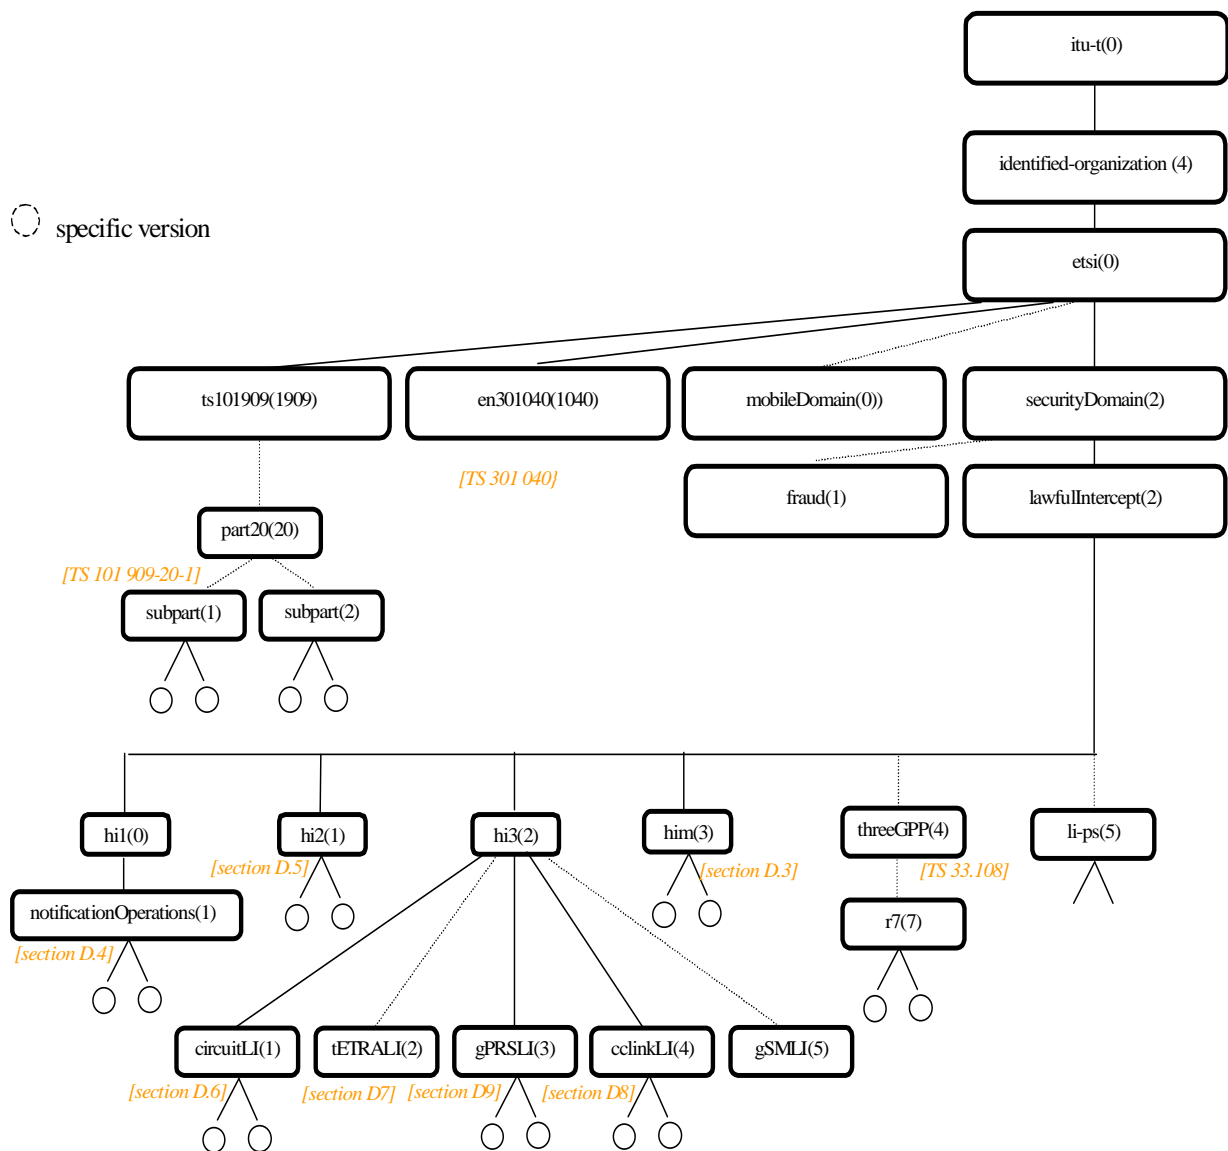 itu-t(0)
identified-organization (4)
specific version
etsi(0)
ts101909(1909)
en301040(1040)
mobileDomain(0))
securityDomain(2)
[TS 301 040}
fraud(1)
lawfulIntercept(2)
part20(20)
[TS 101 909-20-1]
subpart(1)
subpart(2)
hi1(0)
hi2(1)
hi3(2)
him(3)
threeGPP(4)
li-ps(5)
[section D.5]
[section D.3]
[TS 33.108]
notificationOperations(1)
r7(7)
[section D.4]
circuitLI(1)
tETRALI(2)
gPRSLI(3)
cclinkLI(4)
gSMLI(5)
[section D.6]
[section D7]
[section D9]
[section D8]